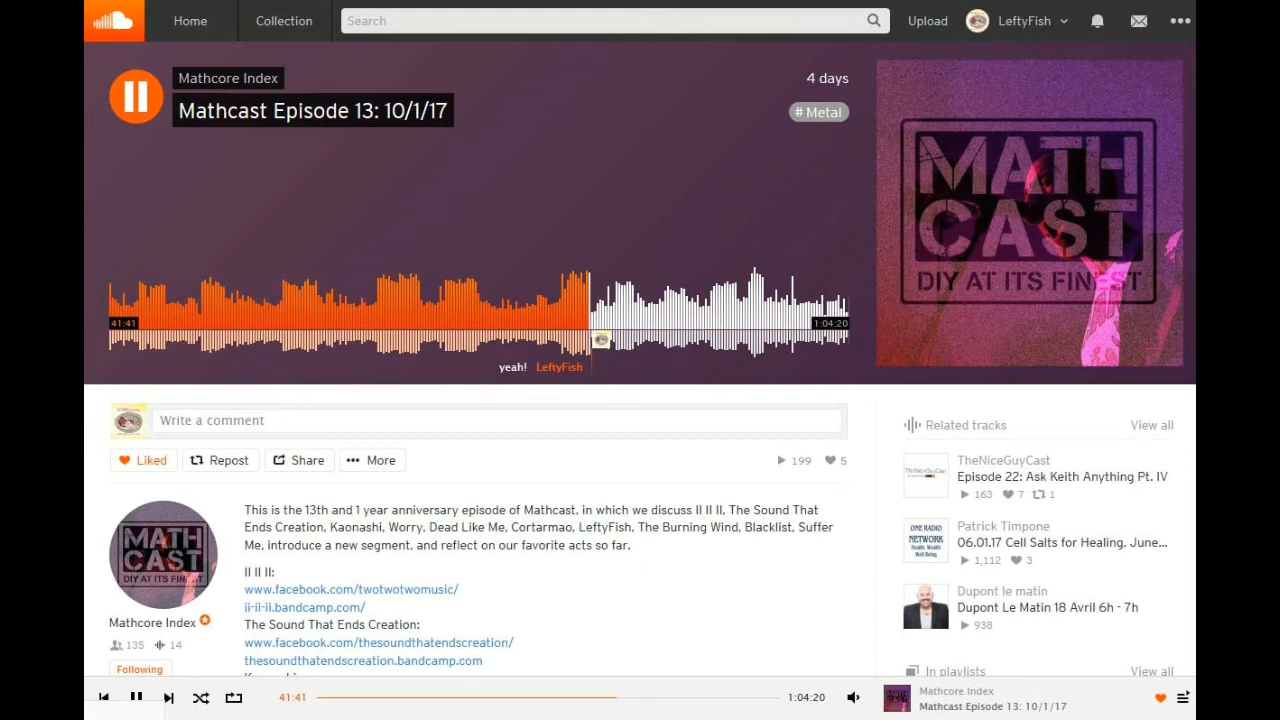 Home
Collection
Search
Upload
LeftyFish
Mathcore Index
4 days
Mathcast Episode 13: 10/1/17
# Metal
MATH
CAST
DIY AT ITS FINEST
41:41
1:04:20
yeah! LeftyFish
Write a comment
Liked
Repost
Share
More
199
5
This is the 13th and 1 year anniversary episode of Mathcast, in which we discuss II II II, The Sound That
Ends Creation, Kaonashi, Worry, Dead Like Me, Cortarmao, LeftyFish, The Burning Wind, Blacklist, Suffer
Me, introduce a new segment, and reflect on our favorite acts so far.
II II II:
www.facebook.com/twotwotwomusic/
ii-ii-ii.bandcamp.com/
The Sound That Ends Creation:
www.facebook.com/thesoundthatendscreation/
thesoundthatendscreation.bandcamp.com
MATH
CAST
DIY AT ITS FINEST
Mathcore Index
135
14
Following
Related tracks
View all
TheNiceGuyCast
Episode 22: Ask Keith Anything Pt. IV
163
7
1
ONE RADIO
NETWORK
Patrick Timpone
06.01.17 Cell Salts for Healing, June...
1,112
3
Dupont le matin
Dupont Le Matin 18 Avril 6h - 7h
938
In playlists
View all
41:41
1:04:20
Mathcore Index
Mathcast Episode 13: 10/1/17